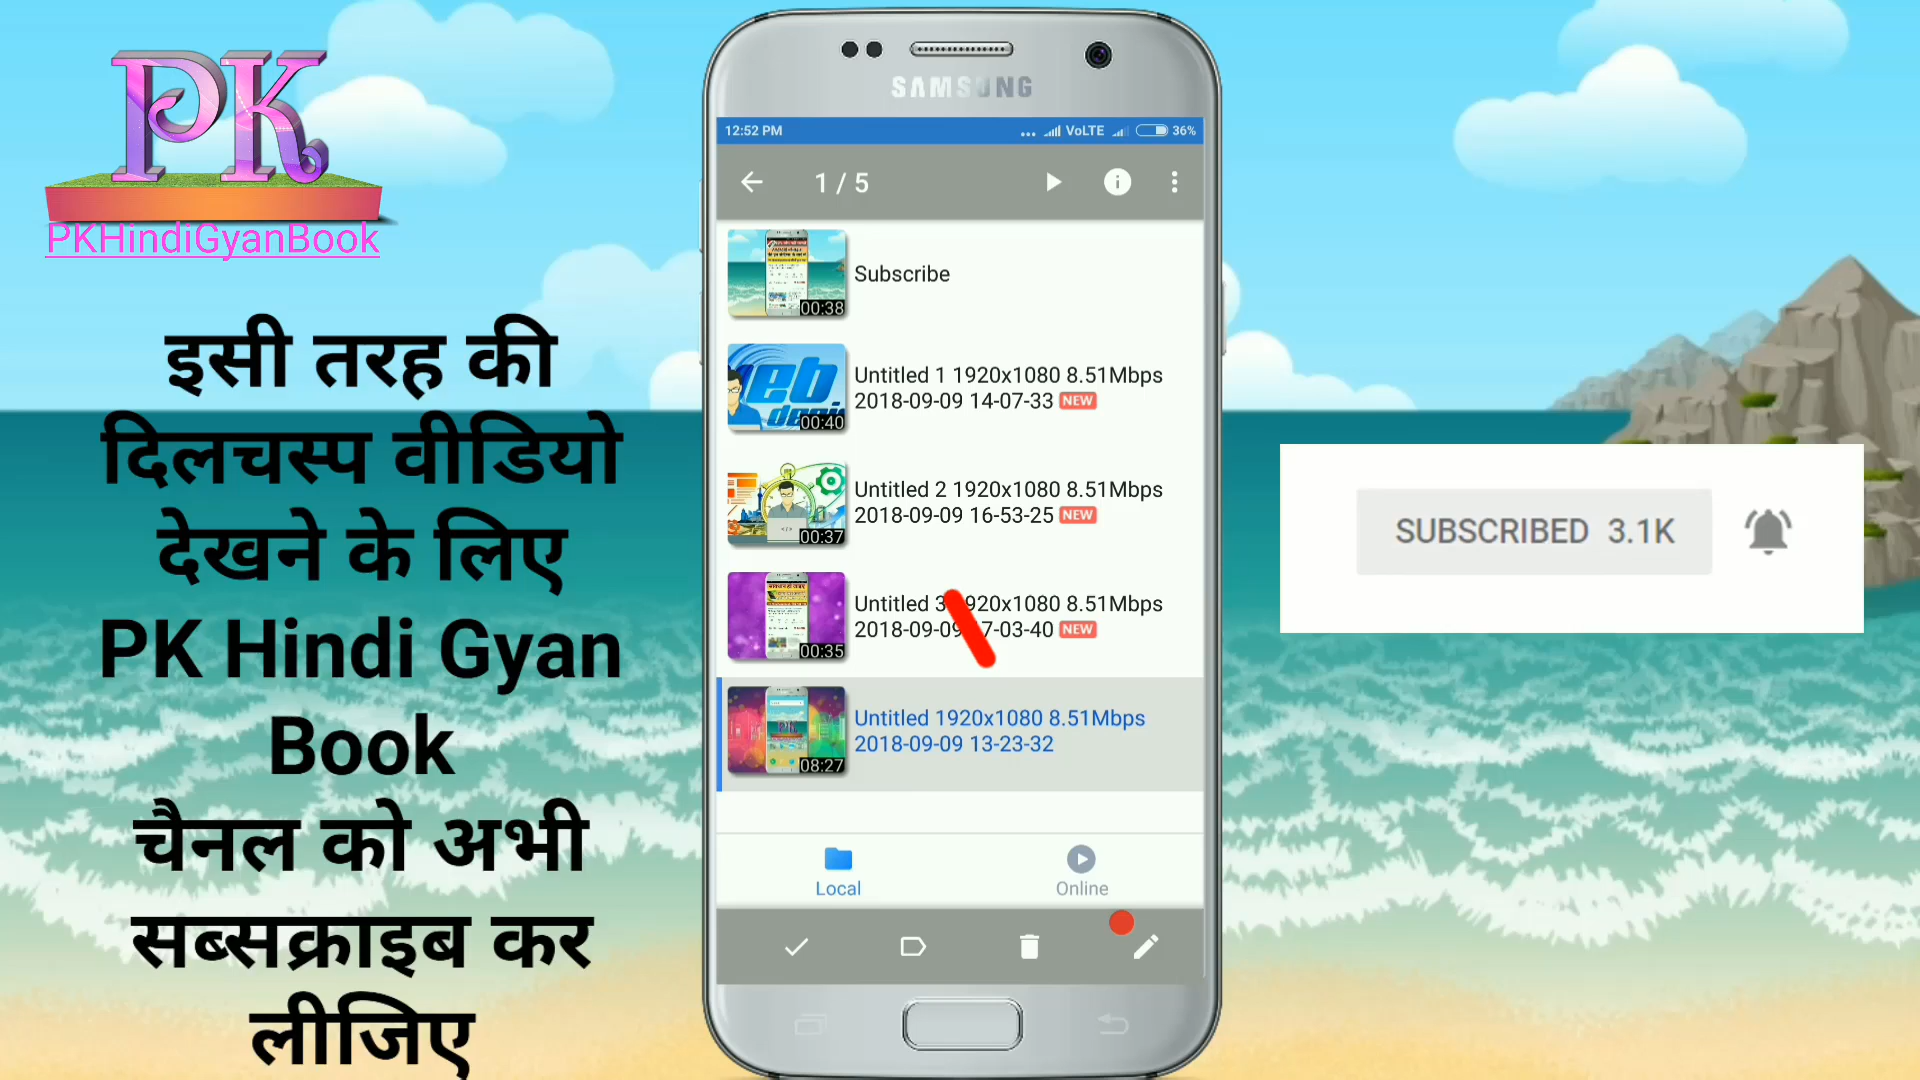 PK
PKHindiGyanBook
इसी तरह की
दिलचस्प वीडियो
देखने के लिए
PK Hindi Gyan
Book
चैनल को अभी
सब्सक्राइब कर
लीजिए
SAMSUNG
12:52 PM
VoLTE 36%
1 / 5
Subscribe
00:38
Untitled 1 1920x1080 8.51Mbps
2018-09-09 14-07-33 NEW
00:40
Untitled 2 1920x1080 8.51Mbps
2018-09-09 16-53-25 NEW
00:37
Untitled 3 1920x1080 8.51Mbps
2018-09-09 17-03-40 NEW
00:35
Untitled 1920x1080 8.51Mbps
2018-09-09 13-23-32
08:27
Local
Online
SUBSCRIBED 3.1K